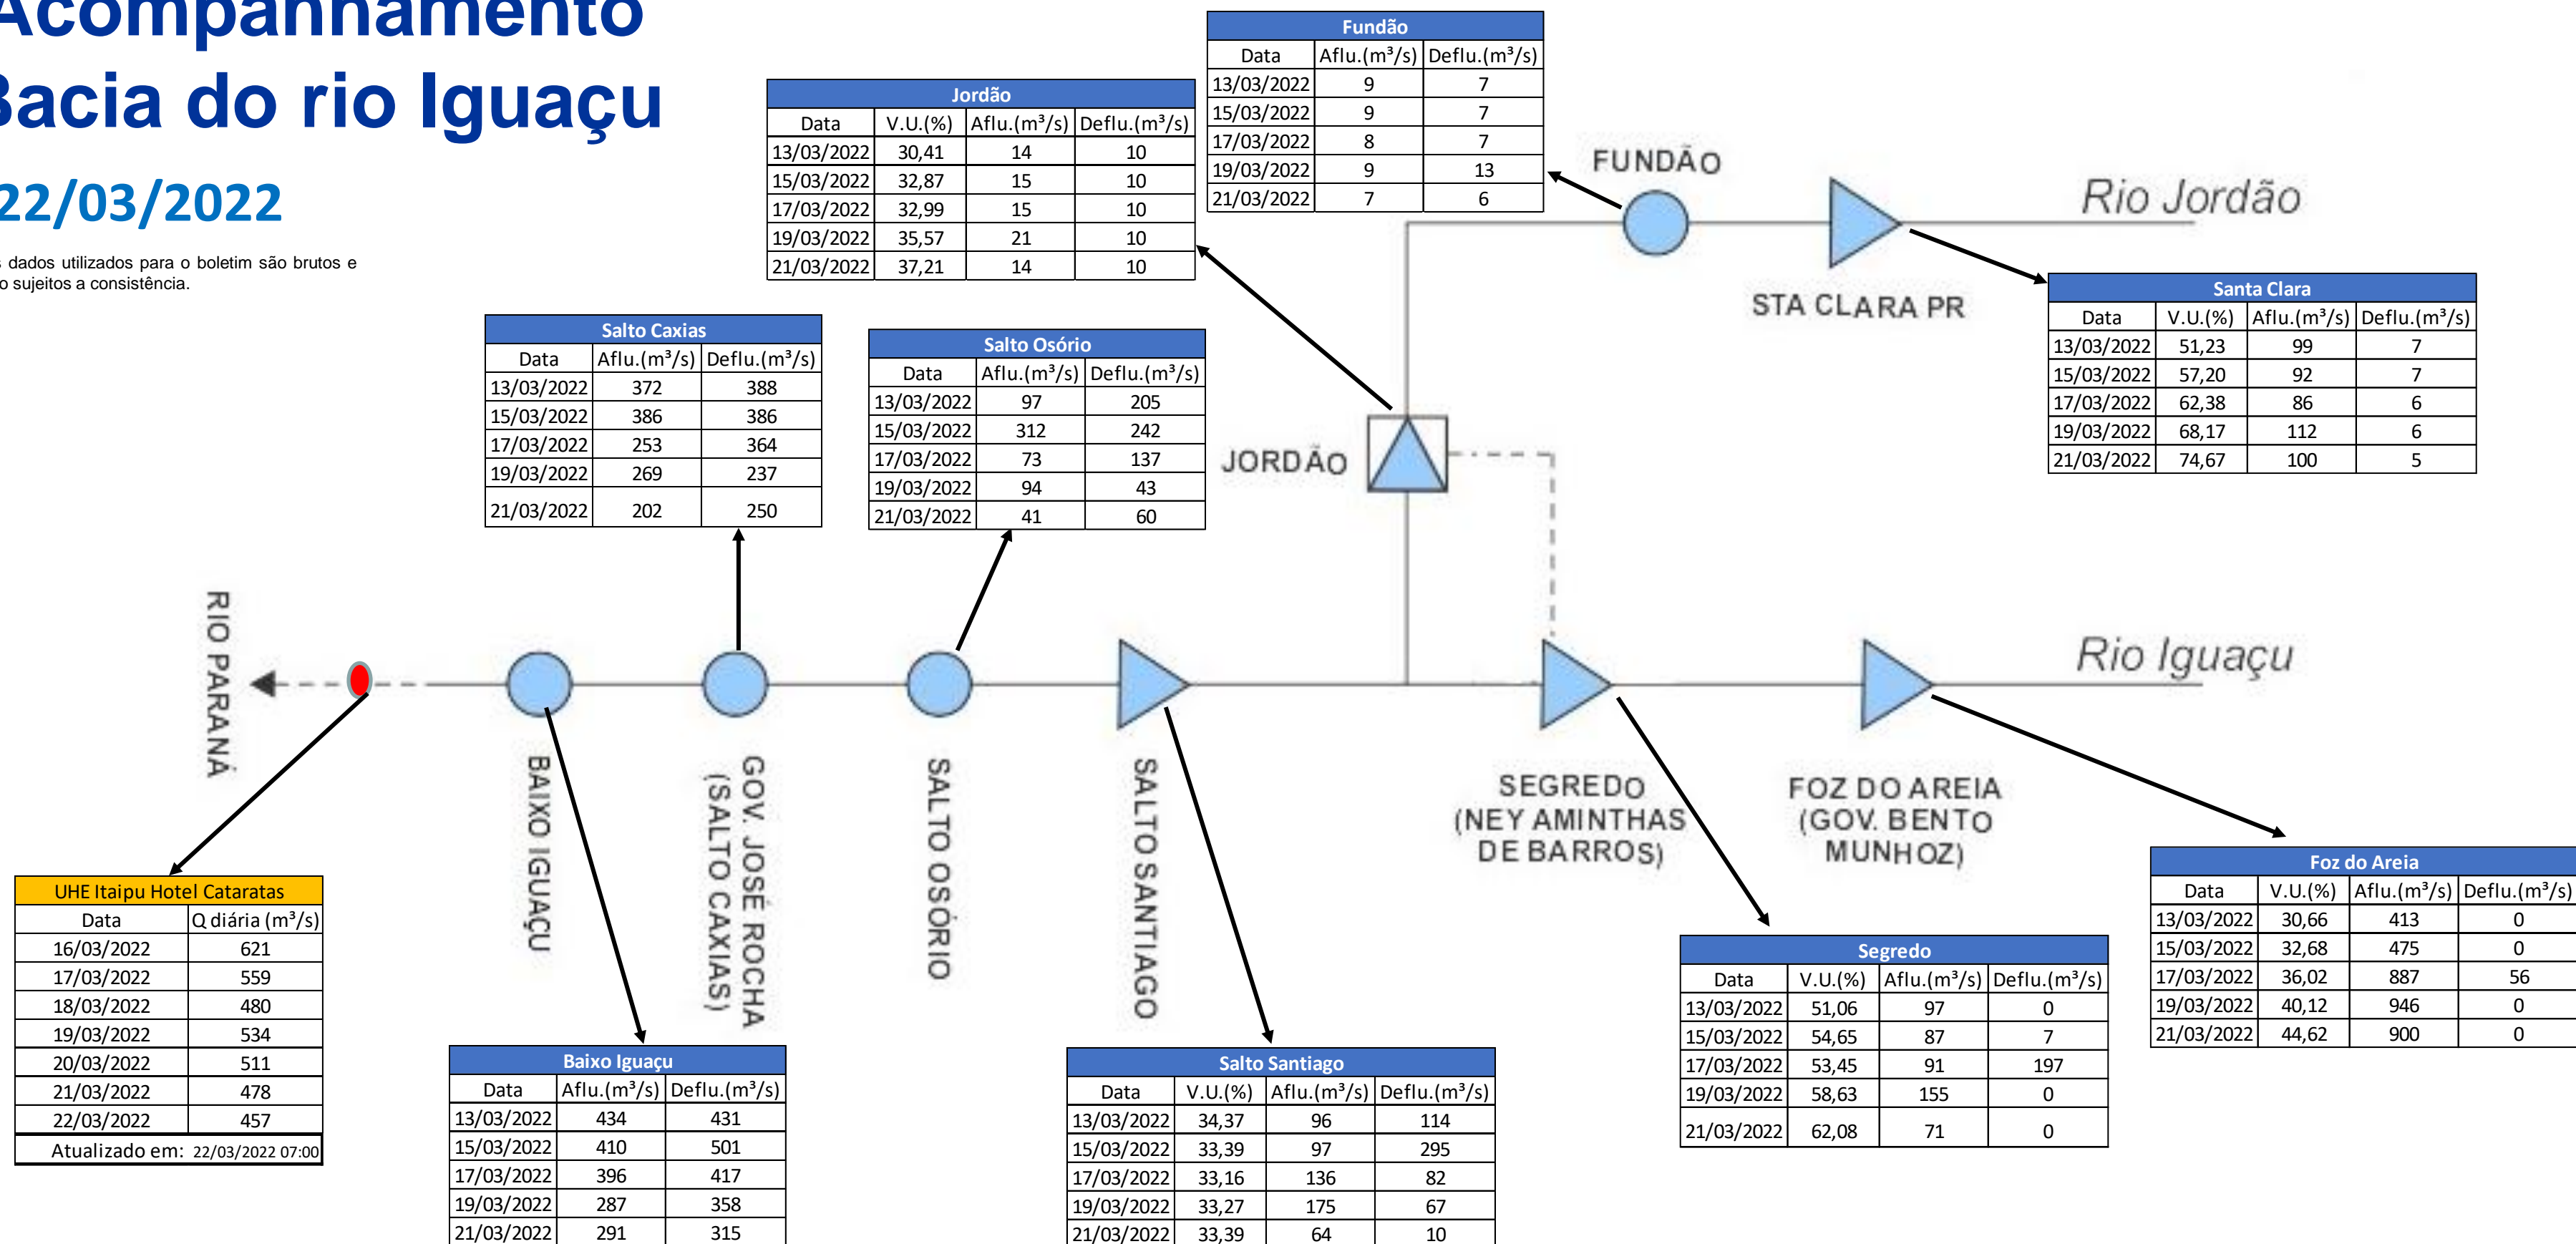 Acompanhamento
Bacia do rio Iguaçu
22/03/2022
s dados utilizados para o boletim são brutos e
o sujeitos a consistência.
Fundão
Data Aflu.(m³/s) Deflu.(m³/s)
13/03/2022 9 7
15/03/2022 9 7
17/03/2022 8 7
19/03/2022 9 13
21/03/2022 7 6
Jordão
Data V.U.(%) Aflu.(m³/s) Deflu.(m³/s)
13/03/2022 30,41 14 10
15/03/2022 32,87 15 10
17/03/2022 32,99 15 10
19/03/2022 35,57 21 10
21/03/2022 37,21 14 10
FUNDÃO
STA CLARA PR
Rio Jordão
Santa Clara
Data V.U.(%) Aflu.(m³/s) Deflu.(m³/s)
13/03/2022 51,23 99 7
15/03/2022 57,20 92 7
17/03/2022 62,38 86 6
19/03/2022 68,17 112 6
21/03/2022 74,67 100 5
Salto Caxias
Data Aflu.(m³/s) Deflu.(m³/s)
13/03/2022 372 388
15/03/2022 386 386
17/03/2022 253 364
19/03/2022 269 237
21/03/2022 202 250
Salto Osório
Data Aflu.(m³/s) Deflu.(m³/s)
13/03/2022 97 205
15/03/2022 312 242
17/03/2022 73 137
19/03/2022 94 43
21/03/2022 41 60
JORDÃO
RIO PARANÁ
Rio Iguaçu
BAIXO IGUAÇU
GOV. JOSÉ ROCHA
(SALTO CAXIAS)
SALTO OSÓRIO
SALTO SANTIAGO
SEGREDO
(NEY AMINTHAS
DE BARROS)
FOZ DO AREIA
(GOV. BENTO
MUNHOZ)
Foz do Areia
Data V.U.(%) Aflu.(m³/s) Deflu.(m³/s)
13/03/2022 30,66 413 0
15/03/2022 32,68 475 0
17/03/2022 36,02 887 56
19/03/2022 40,12 946 0
21/03/2022 44,62 900 0
UHE Itaipu Hotel Cataratas
Data Q diária (m³/s)
16/03/2022 621
17/03/2022 559
18/03/2022 480
19/03/2022 534
20/03/2022 511
21/03/2022 478
22/03/2022 457
Atualizado em: 22/03/2022 07:00
Segredo
Data V.U.(%) Aflu.(m³/s) Deflu.(m³/s)
13/03/2022 51,06 97 0
15/03/2022 54,65 87 7
17/03/2022 53,45 91 197
19/03/2022 58,63 155 0
21/03/2022 62,08 71 0
Baixo Iguaçu
Data Aflu.(m³/s) Deflu.(m³/s)
13/03/2022 434 431
15/03/2022 410 501
17/03/2022 396 417
19/03/2022 287 358
21/03/2022 291 315
Salto Santiago
Data V.U.(%) Aflu.(m³/s) Deflu.(m³/s)
13/03/2022 34,37 96 114
15/03/2022 33,39 97 295
17/03/2022 33,16 136 82
19/03/2022 33,27 175 67
21/03/2022 33,39 64 10